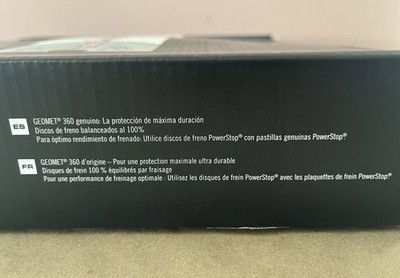 ES
GEOMET® 360 genuino: La protección de máxima duración
Discos de freno balanceados al 100%
Para óptimo rendimiento de frenado: Utilice discos de freno PowerStop® con pastillas genuinas PowerStop®.
FR
GEOMET® 360 d'origine – Pour une protection maximale ultra durable
Disques de frein 100 % équilibrés par fraisage
Pour une performance de freinage optimale : Utilisez les disques de frein PowerStop® avec les plaquettes de frein PowerStop®.